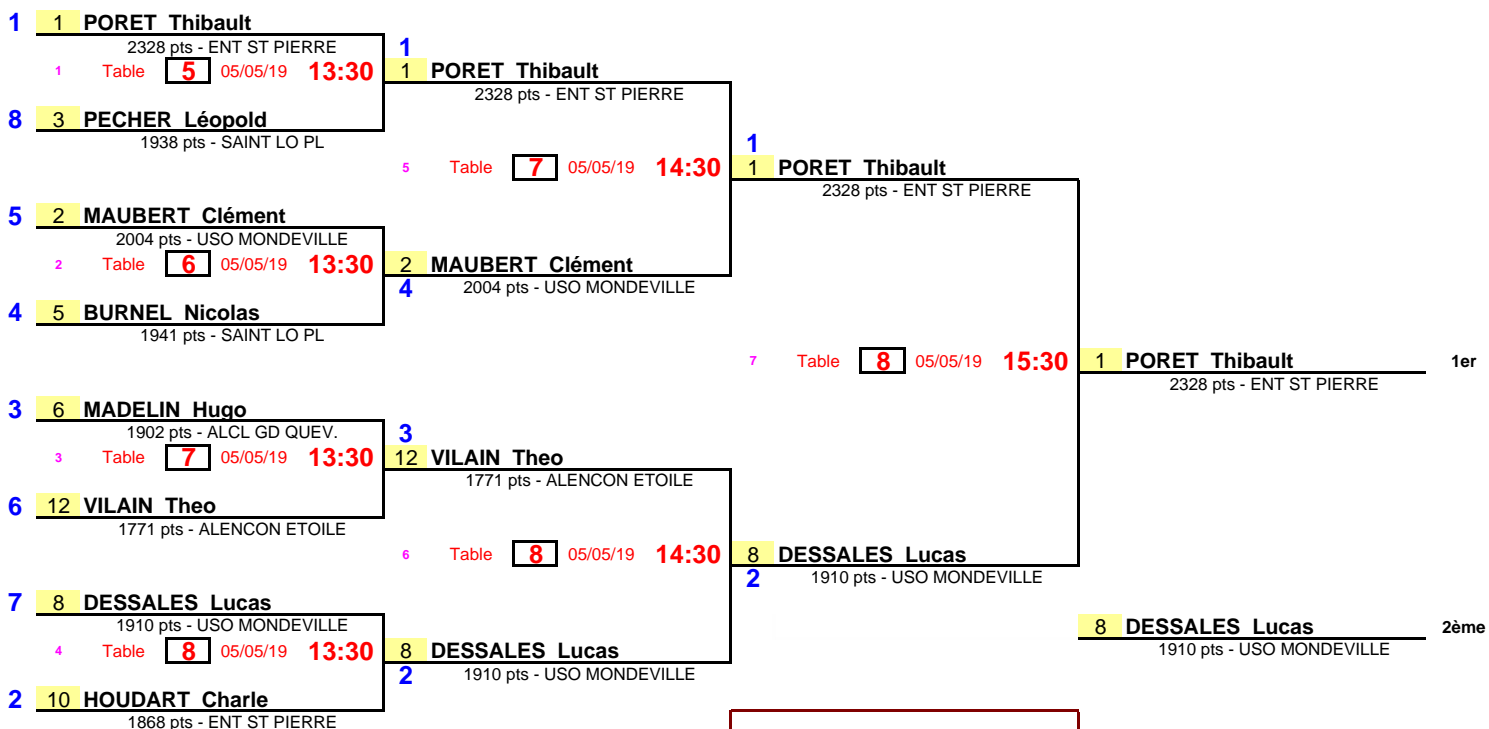 1 1 PORET Thibault
2328 pts - ENT ST PIERRE
1 Table 5 05/05/19 13:30
8 3 PECHER Léopold
1938 pts - SAINT LO PL
5 2 MAUBERT Clément
2004 pts - USO MONDEVILLE
2 Table 6 05/05/19 13:30
4 5 BURNEL Nicolas
1941 pts - SAINT LO PL
3 6 MADELIN Hugo
1902 pts - ALCL GD QUEV.
3 Table 7 05/05/19 13:30
6 12 VILAIN Theo
1771 pts - ALENCON ETOILE
7 8 DESSALES Lucas
1910 pts - USO MONDEVILLE
4 Table 8 05/05/19 13:30
2 10 HOUDART Charle
1868 pts - ENT ST PIERRE
1
1 PORET Thibault
2328 pts - ENT ST PIERRE
5 Table 7 05/05/19 14:30
2 MAUBERT Clément
4 2004 pts - USO MONDEVILLE
3
12 VILAIN Theo
1771 pts - ALENCON ETOILE
6 Table 8 05/05/19 14:30
8 DESSALES Lucas
2 1910 pts - USO MONDEVILLE
1
1 PORET Thibault
2328 pts - ENT ST PIERRE
7 Table 8 05/05/19 15:30
8 DESSALES Lucas
2 1910 pts - USO MONDEVILLE
1 PORET Thibault 1er
2328 pts - ENT ST PIERRE
8 DESSALES Lucas 2ème
1910 pts - USO MONDEVILLE